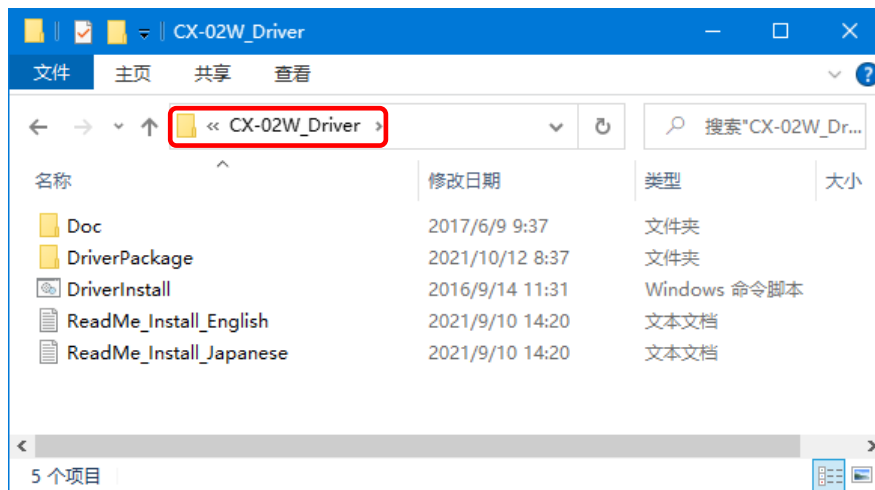 CX-02W_Driver
文件 主页 共享 查看
« CX-02W_Driver 搜索"CX-02W_Dr...
名称 修改日期 类型 大小
Doc 2017/6/9 9:37 文件夹
DriverPackage 2021/10/12 8:37 文件夹
DriverInstall 2016/9/14 11:31 Windows 命令脚本
ReadMe_Install_English 2021/9/10 14:20 文本文档
ReadMe_Install_Japanese 2021/9/10 14:20 文本文档
5 个项目